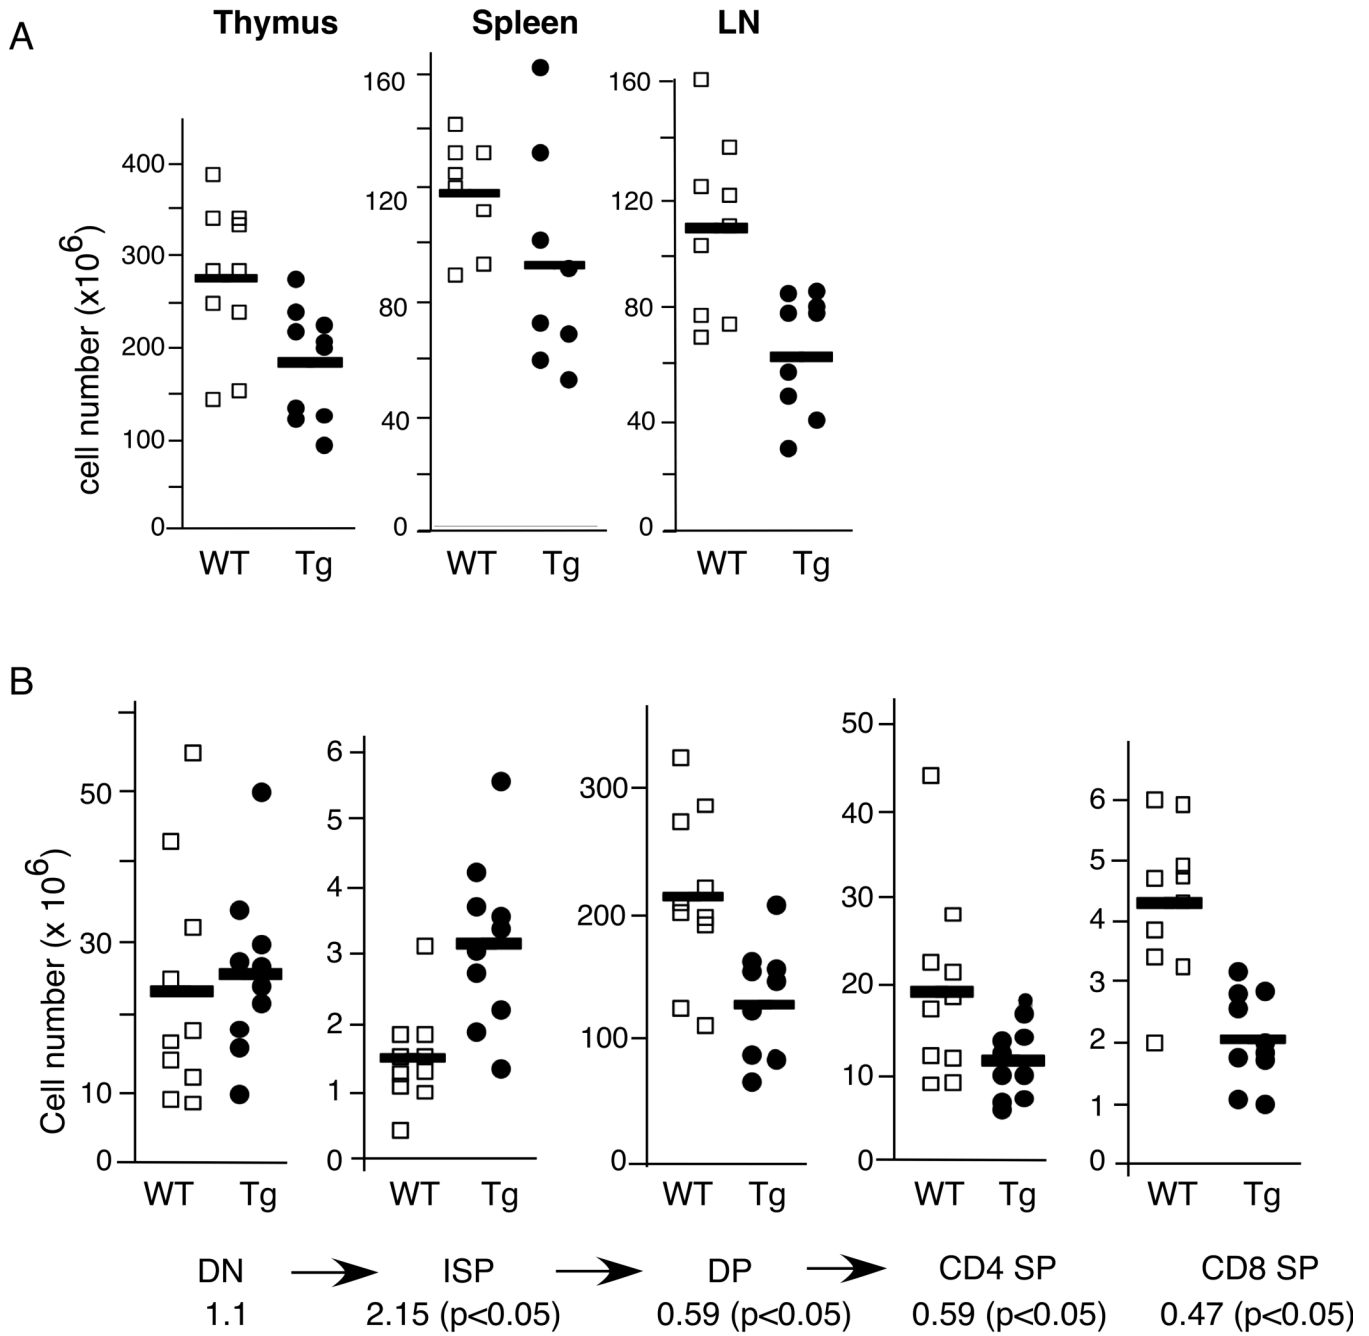 A
Thymus Spleen LN
cell number (x10⁶)
400
300
200
100
0
WT Tg
160
120
80
40
0
WT Tg
160
120
80
40
0
WT Tg
B
Cell number (x 10⁶)
50
30
10
0
WT Tg
6
5
4
3
2
1
0
WT Tg
300
200
100
0
WT Tg
50
40
30
20
10
0
WT Tg
6
5
4
3
2
1
0
WT Tg
DN ISP DP CD4 SP CD8 SP
1.1 2.15 (p<0.05) 0.59 (p<0.05) 0.59 (p<0.05) 0.47 (p<0.05)